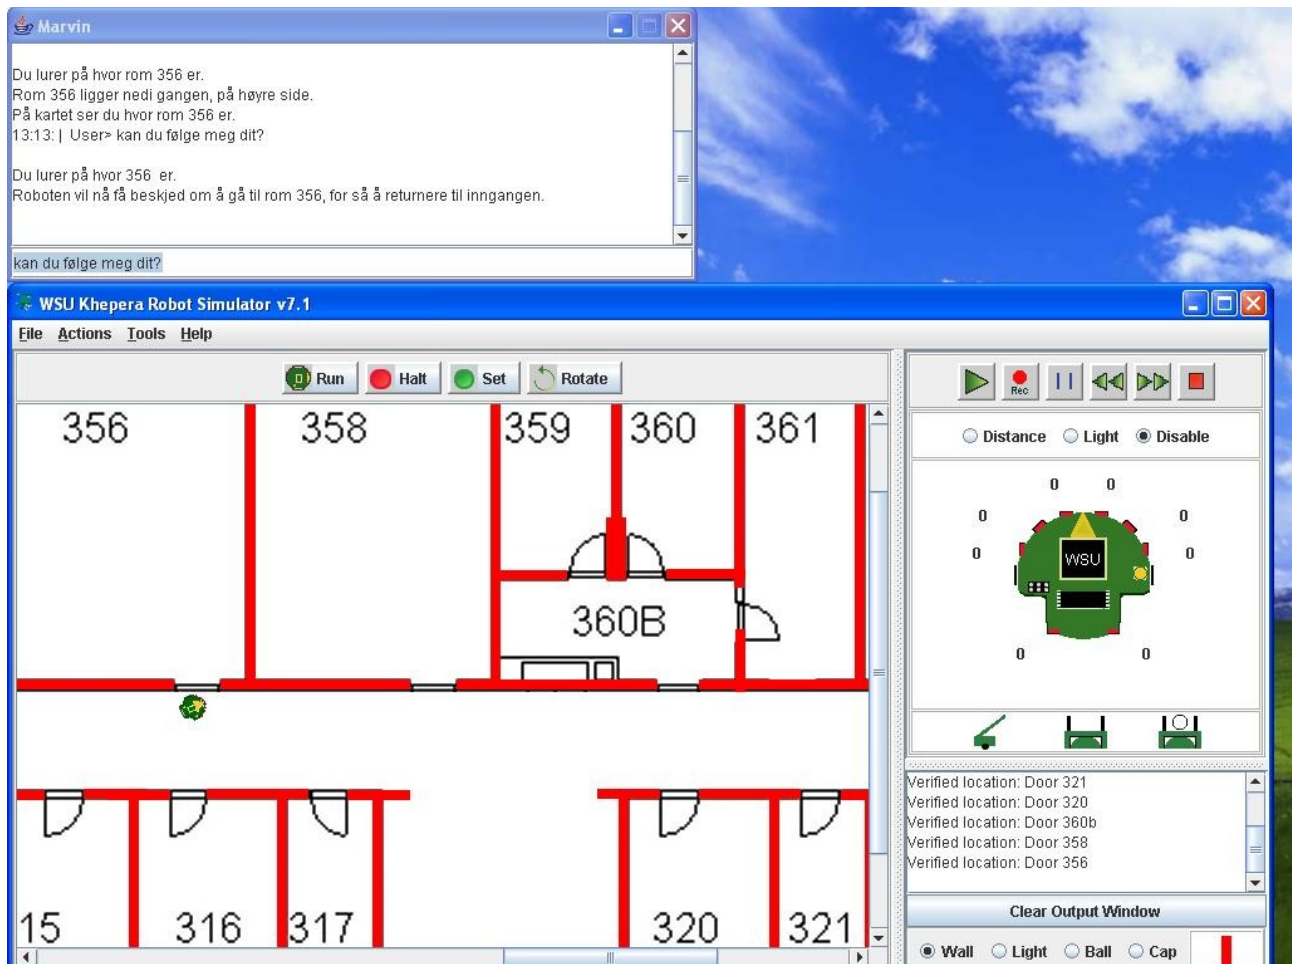 Marvin
Du lurer på hvor rom 356 er.
Rom 356 ligger nedi gangen, på høyre side.
På kartet ser du hvor rom 356 er.
13:13: | User> kan du følge meg dit?
Du lurer på hvor 356  er.
Roboten vil nå få beskjed om å gå til rom 356, for så å returnere til inngangen.
kan du følge meg dit?
WSU Khepera Robot Simulator v7.1
File Actions Tools Help
Run Halt Set Rotate
Rec
356 358 359 360 361
360B
15 316 317 320 321
Distance Light Disable
0 0
0 0
0 0
WSU
0 0
Verified location: Door 321
Verified location: Door 320
Verified location: Door 360b
Verified location: Door 358
Verified location: Door 356
Clear Output Window
Wall Light Ball Cap